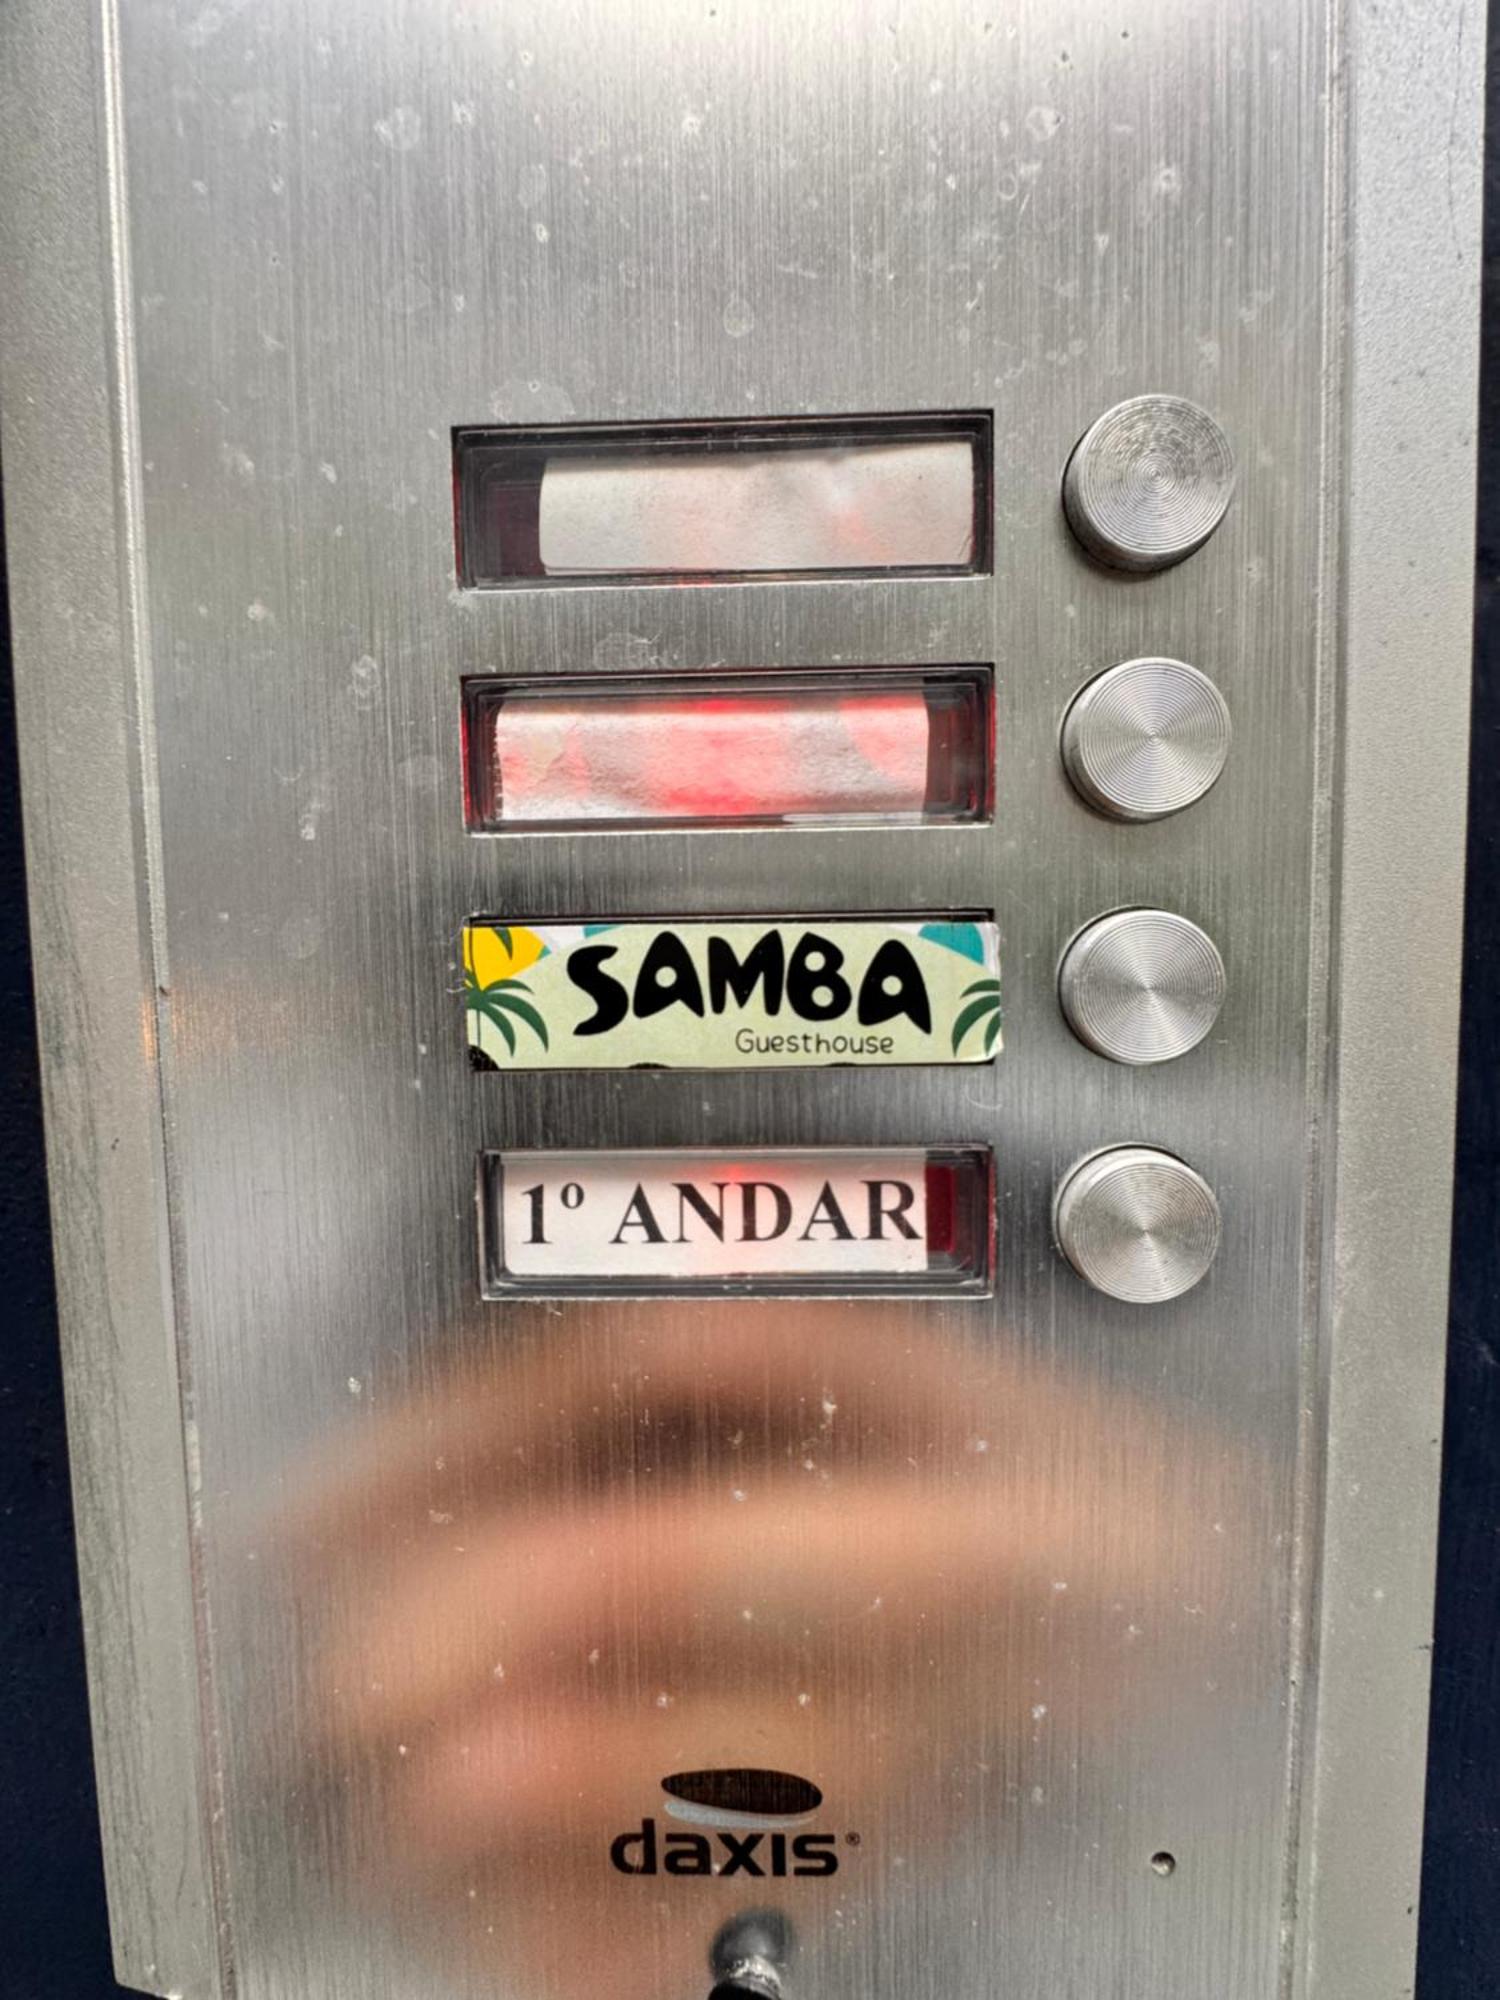 SAMBA
Guesthouse
1º ANDAR
daxis®